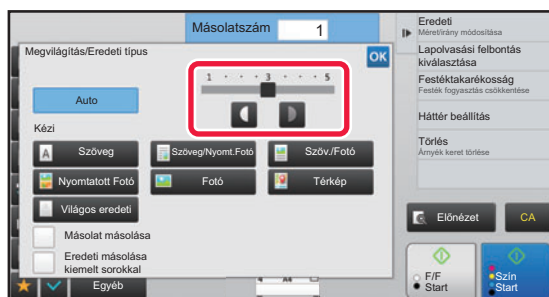 Másolatszám 1
Megvilágítás/Eredeti típus
OK
1 3 5
Auto
Kézi
A Szöveg
Szöveg/Nyomt.Fotó
Szöv./Fotó
Nyomtatott Fotó
Fotó
Térkép
Világos eredeti
Másolat másolása
Eredeti másolása
kiemelt sorokkal
Egyéb
A4
Eredeti
Méret/irány módosítása
Lapolvasási felbontás
kiválasztása
Festéktakarékosság
Festék fogyasztás csökkentése
Háttér beállítás
Törlés
Árnyék keret törlése
Előnézet
CA
F/F
Start
Szín
Start